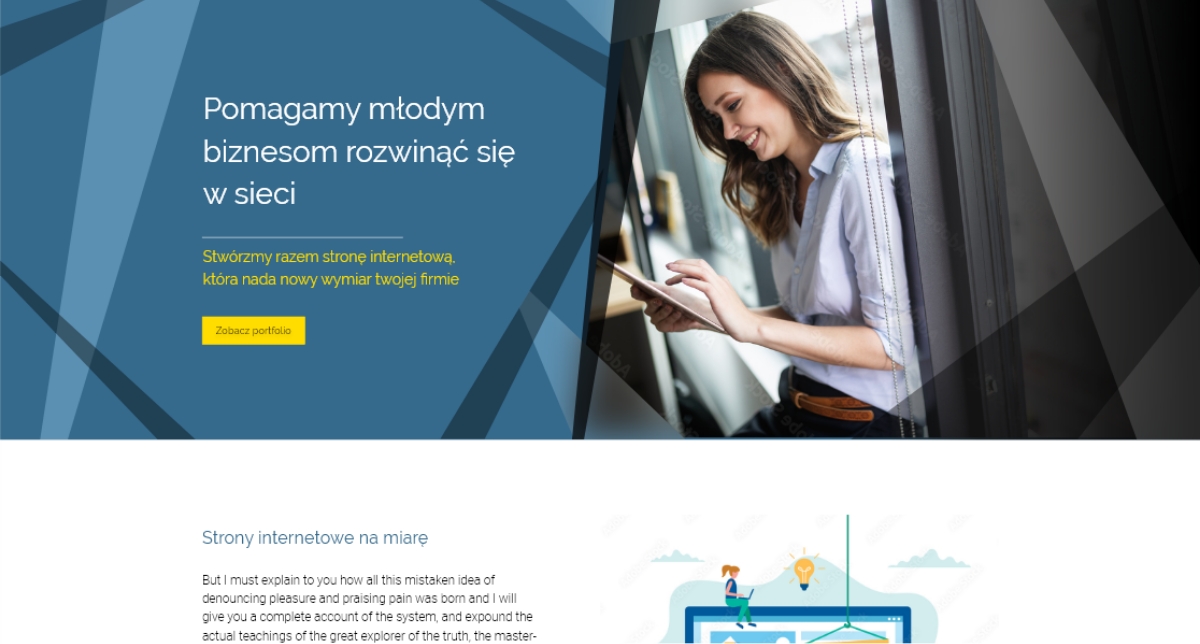 Pomagamy młodym
biznesom rozwinąć się
w sieci
Stwórzmy razem stronę internetową,
która nada nowy wymiar twojej firmie
Zobacz portfolio
Strony internetowe na miarę
But I must explain to you how all this mistaken idea of
denouncing pleasure and praising pain was born and I will
give you a complete account of the system, and expound the
actual teachings of the great explorer of the truth, the master-